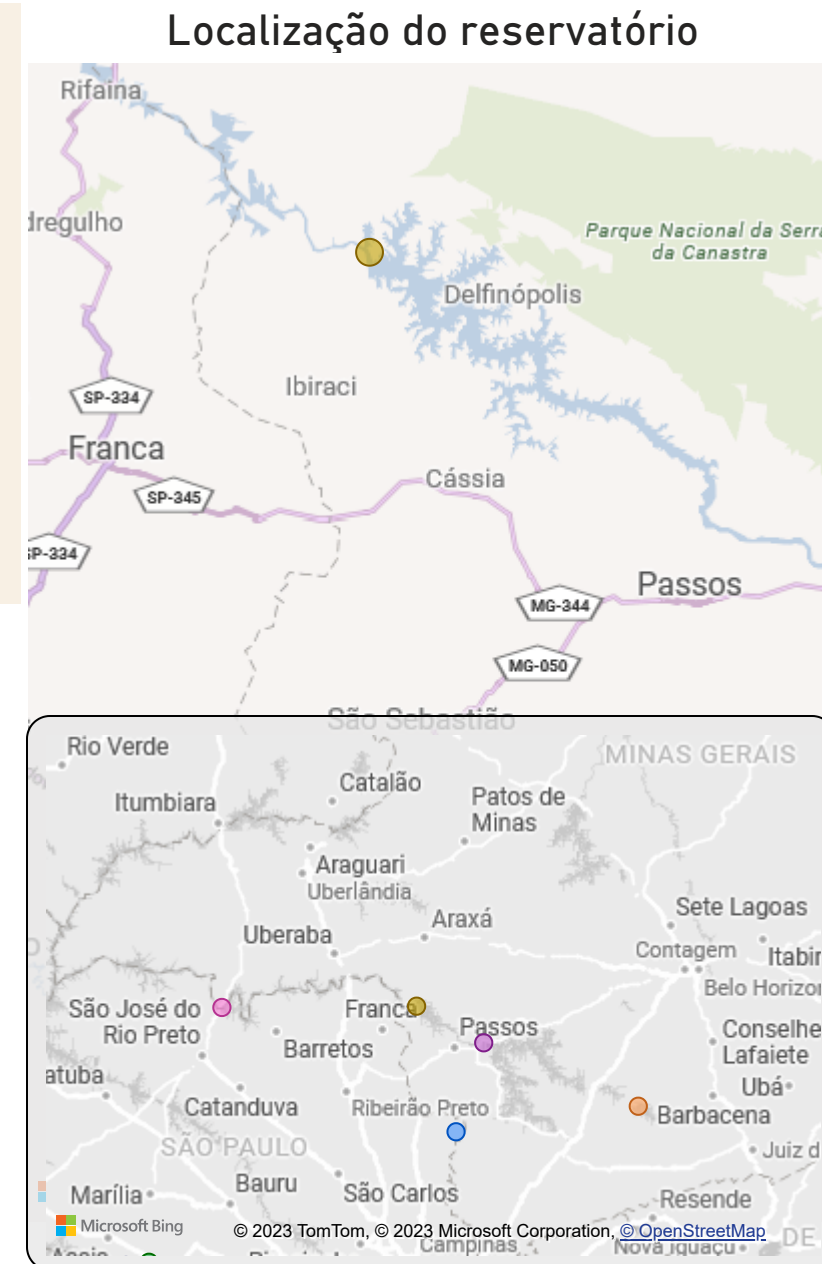 Localização do reservatório
Rifaina
dregulho
Parque Nacional da Serra
da Canastra
Delfinópolis
Ibiraci
SP-334
Franca
Cássia
SP-345
SP-334
Passos
MG-344
MG-050
São Sebastião
Rio Verde
MINAS GERAIS
Catalão
Itumbiara
Patos de
Minas
Araguari
Uberlândia
Sete Lagoas
Araxá
Uberaba
Contagem
Itabir
Belo Horizon
São José do
Rio Preto
Franca
Passos
Conselhe
Lafaiete
Barretos
atuba
Ubá
Catanduva
Ribeirão Preto
Barbacena
SÃO PAULO
Juiz d
Bauru
Marília
São Carlos
Resende
Microsoft Bing
© 2023 TomTom, © 2023 Microsoft Corporation, © OpenStreetMap
DE
Campinas
Nova Iguaçu
Assis